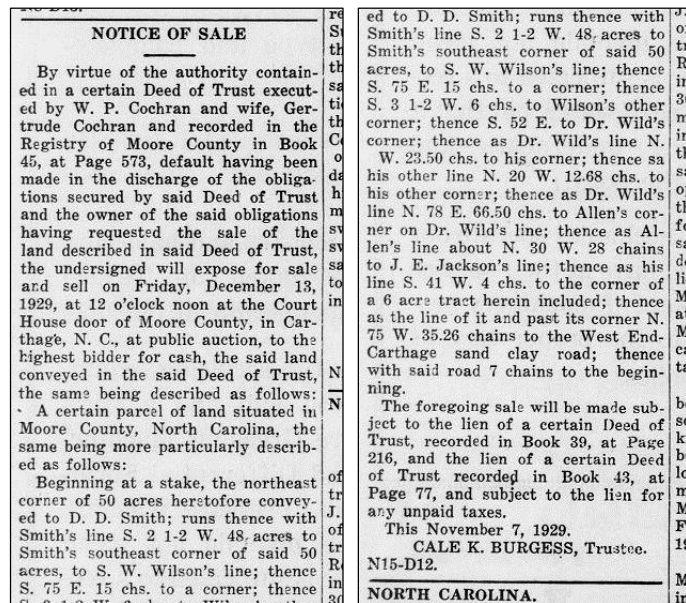 NOTICE OF SALE
By virtue of the authority contain-
ed in a certain Deed of Trust execut-
ed by W. P. Cochran and wife, Ger-
trude Cochran and recorded in the
Registry of Moore County in Book
45, at Page 573, default having been
made in the discharge of the obliga-
tions secured by said Deed of Trust
and the owner of the said obligations
having requested the sale of the
land described in said Deed of Trust,
the undersigned will expose for sale
and sell on Friday, December 13,
1929, at 12 o'clock noon at the Court
House door of Moore County, in Car-
thage, N. C., at public auction, to the
highest bidder for cash, the said land
conveyed in the said Deed of Trust,
the same being described as follows:
A certain parcel of land situated in
Moore County, North Carolina, the
same being more particularly describ-
ed as follows:
Beginning at a stake, the northeast
corner of 50 acres heretofore convey-
ed to D. D. Smith; runs thence with
Smith's line S. 2 1-2 W. 48 acres to
Smith's southeast corner of said 50
acres, to S. W. Wilson's line; thence
S. 75 E. 15 chs. to a corner; thence
ed to D. D. Smith; runs thence with
Smith's line S. 2 1-2 W. 48 acres to
Smith's southeast corner of said 50
acres, to S. W. Wilson's line; thence
S. 75 E. 15 chs. to a corner; thence
S. 3 1-2 W. 6 chs. to Wilson's other
corner; thence S. 52 E. to Dr. Wild's
corner; thence as Dr. Wild's line N.
W. 23.50 chs. to his corner; thence sa
his other line N. 20 W. 12.68 chs. to
his other corner; thence as Dr. Wild's
line N. 78 E. 66.50 chs. to Allen's cor-
ner on Dr. Wild's line; thence as Al-
len's line about N. 30 W. 28 chains
to J. E. Jackson's line; thence as his
line S. 41 W. 4 chs. to the corner of
a 6 acre tract herein included; thence
as the line of it and past its corner N.
75 W. 35.26 chains to the West End-
Carthage sand clay road; thence
with said road 7 chains to the begin-
ning.
The foregoing sale will be made sub-
ject to the lien of a certain Deed of
Trust, recorded in Book 39, at Page
216, and the lien of a certain Deed
of Trust recorded in Book 43, at
Page 77, and subject to the lien for
any unpaid taxes.
This November 7, 1929.
CALE K. BURGESS, Trustee.
N15-D12.
NORTH CAROLINA.